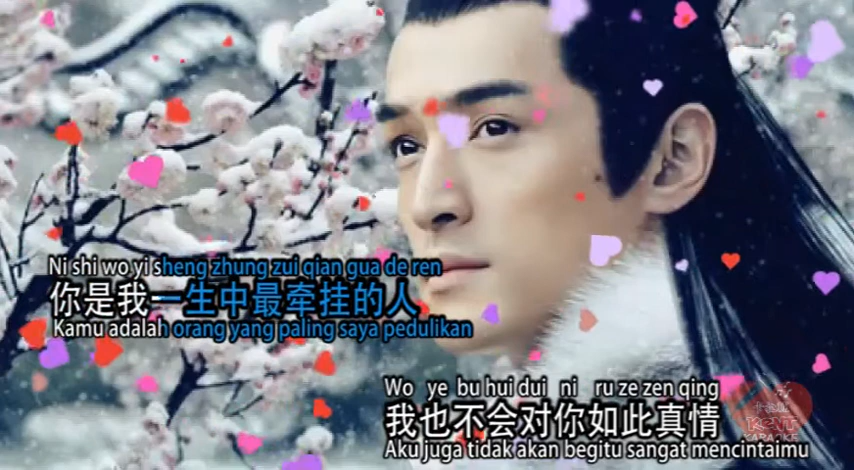 Ni shi wo yi sheng zhung zui qian gua de ren
你是我一生中最牵挂的人
Kamu adalah orang yang paling saya pedulikan
Wo ye bu hui dui ni ru ze zen qing
我也不会对你如此真情
Aku juga tidak akan begitu sangat mencintaimu
KARAOKE